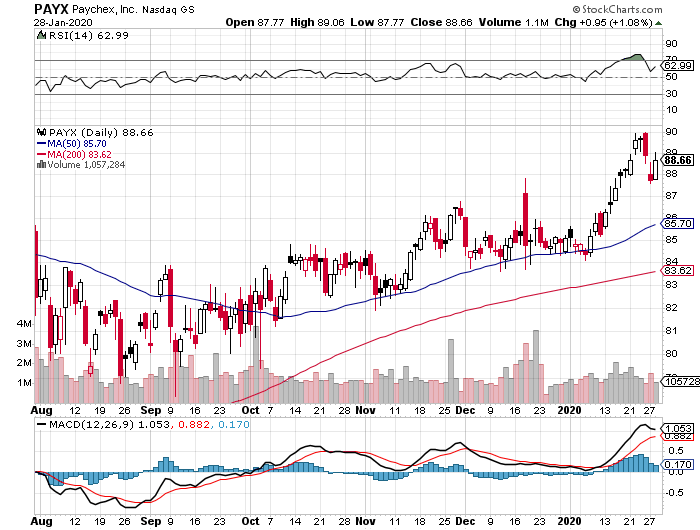 PAYX Paychex, Inc. Nasdaq GS © StockCharts.com
28-Jan-2020 Open 87.77 High 89.06 Low 87.77 Close 88.66 Volume 1.1M Chg +0.95 (+1.08%)
RSI(14) 62.99
90
70
62.99
50
30
10
PAYX (Daily) 88.66
MA(50) 85.70
MA(200) 83.62
Volume 1,057,284
90
89
88.66
88
87
86
85.70
85
84
83.62
83
82
81
80
79
4M
3M
2M
1M
105728
Aug 12 19 26 Sep 9 16 23 Oct 7 14 21 28 Nov 11 18 25 Dec 9 16 23 2020 13 21 27
MACD(12,26,9) 1.053, 0.882, 0.170
1.053
0.882
0.5
0.170
0.0
-0.5
Aug 12 19 26 Sep 9 16 23 Oct 7 14 21 28 Nov 11 18 25 Dec 9 16 23 2020 13 21 27